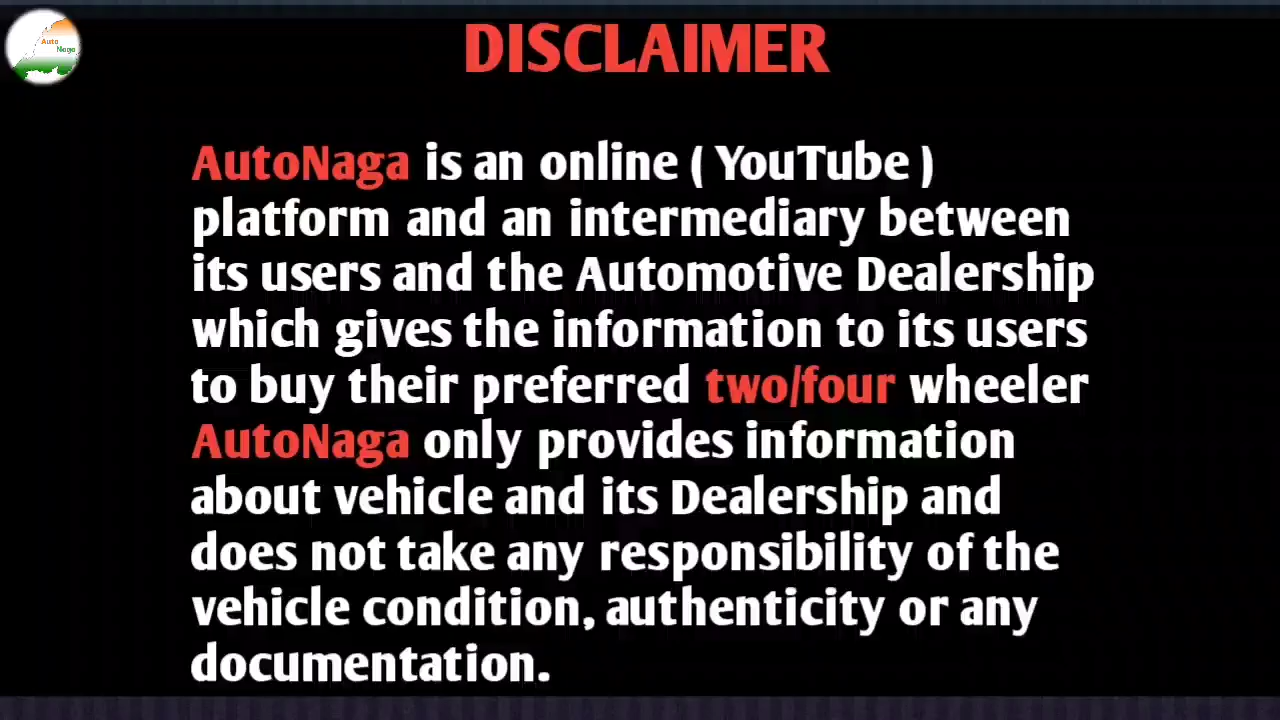 Auto
Naga
DISCLAIMER
AutoNaga is an online ( YouTube )
platform and an intermediary between
its users and the Automotive Dealership
which gives the information to its users
to buy their preferred two/four wheeler
AutoNaga only provides information
about vehicle and its Dealership and
does not take any responsibility of the
vehicle condition, authenticity or any
documentation.